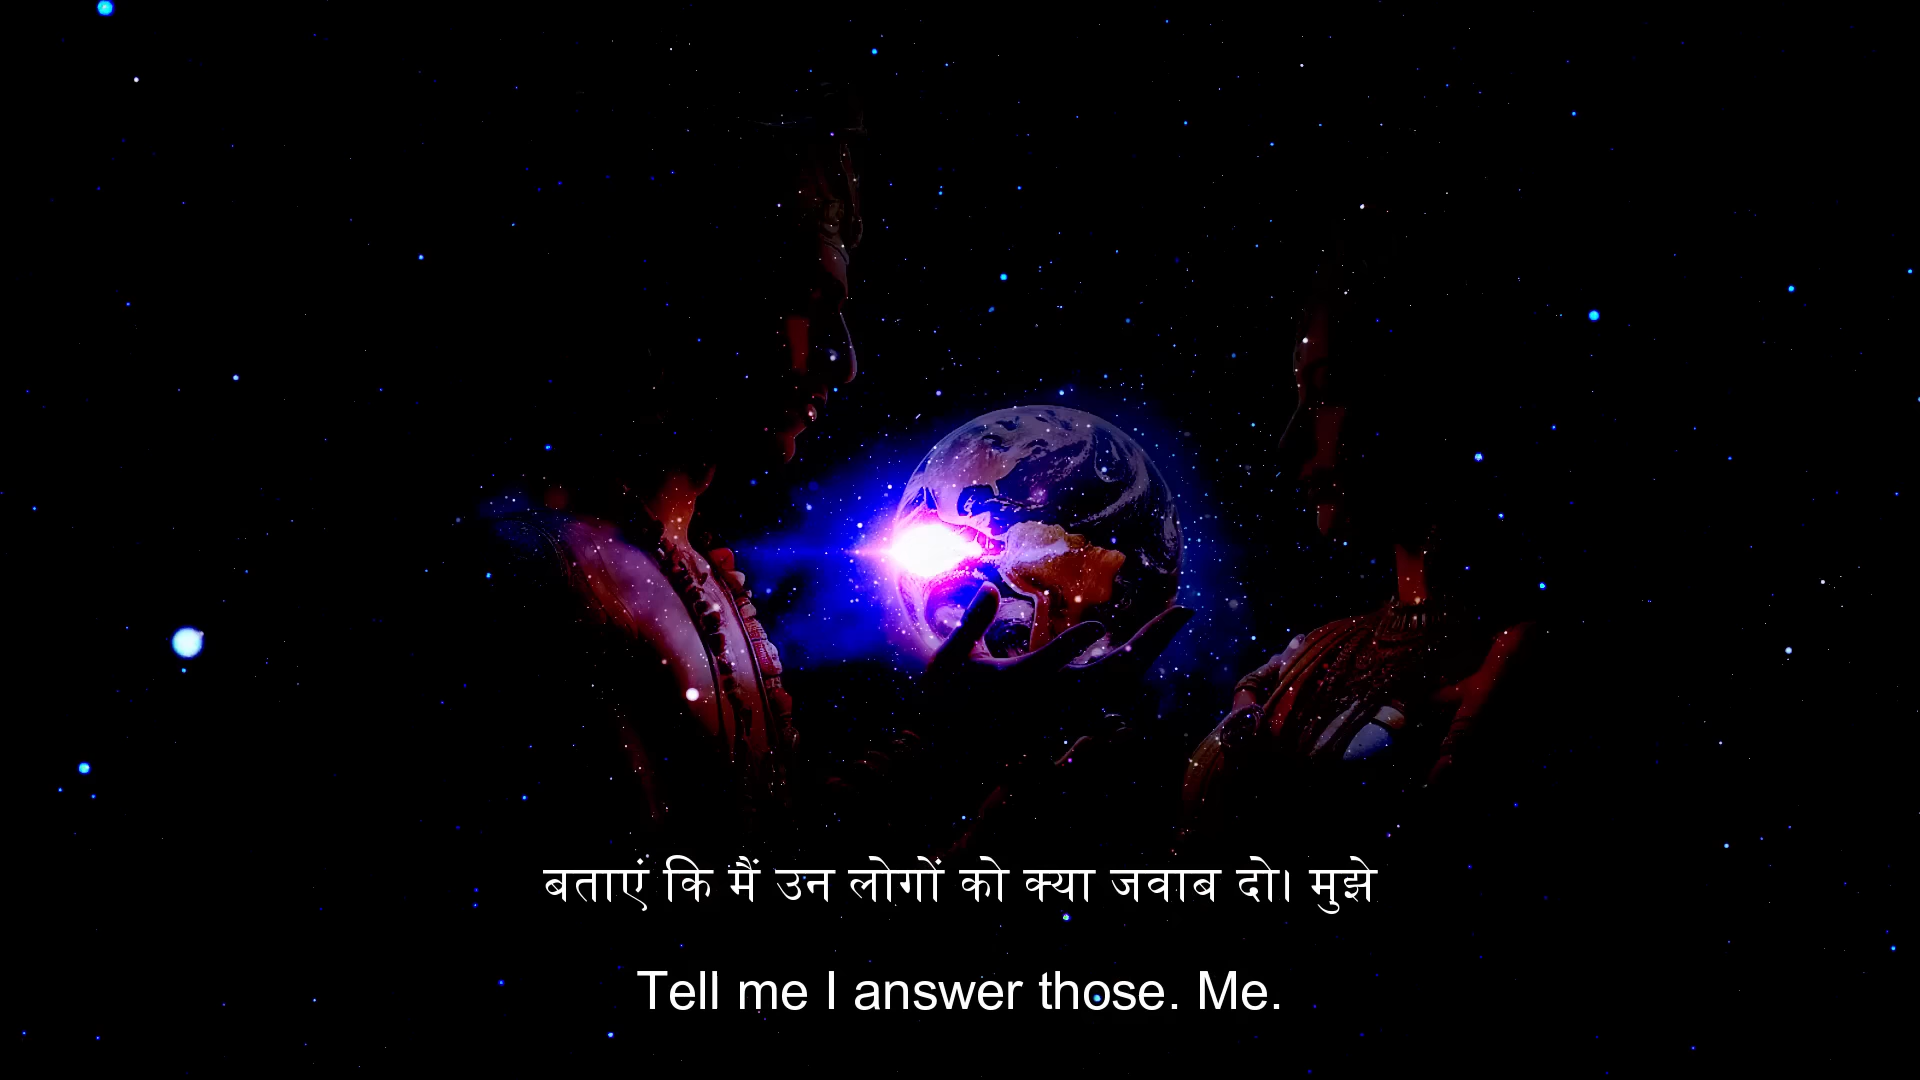 बताएं कि मैं उन लोगों को क्या जवाब दो। मुझे
Tell me I answer those. Me.